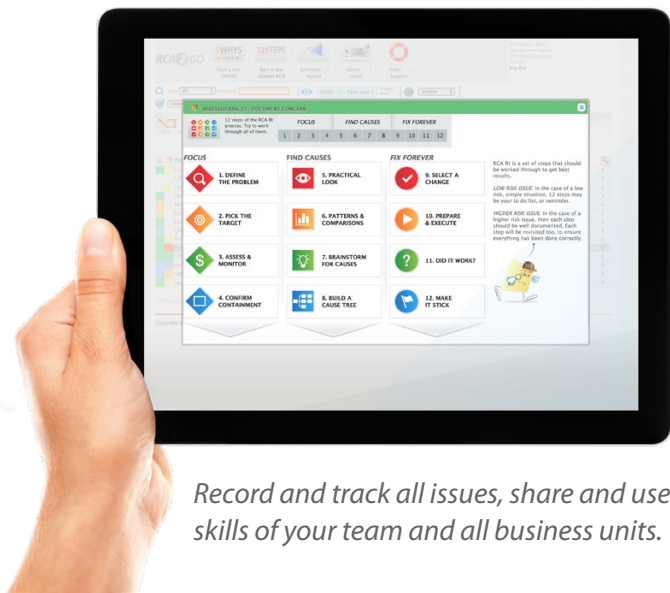 RCA2GO
5WHYS
12STEPS
Start a new
5WHYS
Start a new
12steps RCA
English
ASSESSED RISK 15 / DOCUMENT CONCERN
12 steps of the RCA Rt
process. Try to work
through all of them.
FOCUS FIND CAUSES FIX FOREVER
1 2 3 4 5 6 7 8 9 10 11 12
FOCUS
1. DEFINE
THE PROBLEM
2. PICK THE
TARGET
3. ASSESS &
MONITOR
4. CONFIRM
CONTAINMENT
FIND CAUSES
5. PRACTICAL
LOOK
6. PATTERNS &
COMPARISONS
7. BRAINSTORM
FOR CAUSES
8. BUILD A
CAUSE TREE
FIX FOREVER
9. SELECT A
CHANGE
10. PREPARE
& EXECUTE
11. DID IT WORK?
12. MAKE
IT STICK
RCA Rt is a set of steps that should
be worked through to get best
results.
LOW RISK ISSUE: In the case of a low
risk, simple situation, 12 steps may
be your to do list, or reminder.
HIGHER RISK ISSUE: In the case of a
higher risk issue, then each step
should be well documented. Each
step will be revisited too, to ensure
everything has been done correctly.
Record and track all issues, share and use
skills of your team and all business units.